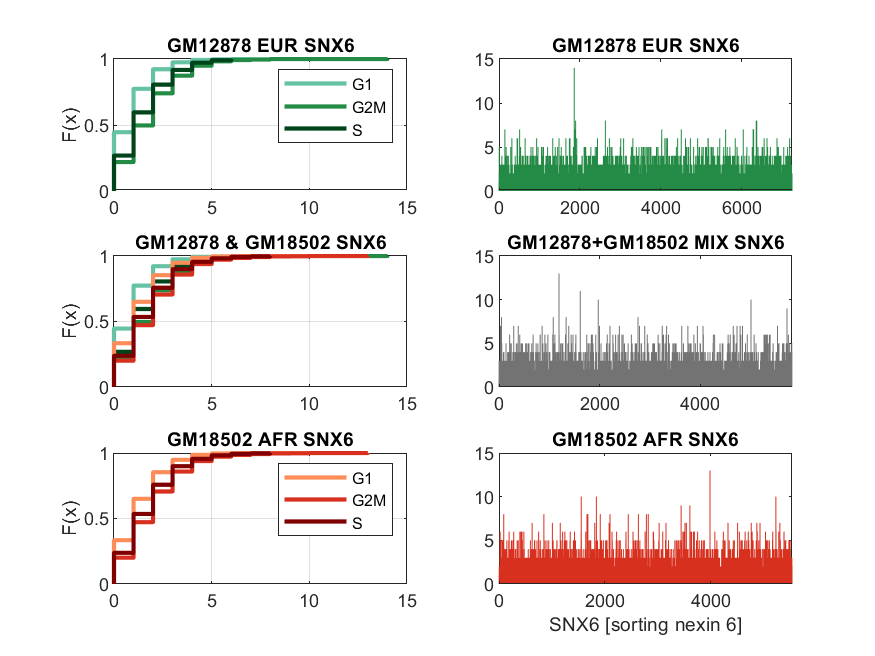 GM12878 EUR SNX6
1
0.5
0
F(x)
0 5 10 15
G1
G2M
S
GM12878 EUR SNX6
15
10
5
0
0 2000 4000 6000
GM12878 & GM18502 SNX6
1
0.5
0
F(x)
0 5 10 15
GM12878+GM18502 MIX SNX6
15
10
5
0
0 2000 4000
GM18502 AFR SNX6
1
0.5
0
F(x)
0 5 10 15
G1
G2M
S
GM18502 AFR SNX6
15
10
5
0
0 2000 4000
SNX6 [sorting nexin 6]